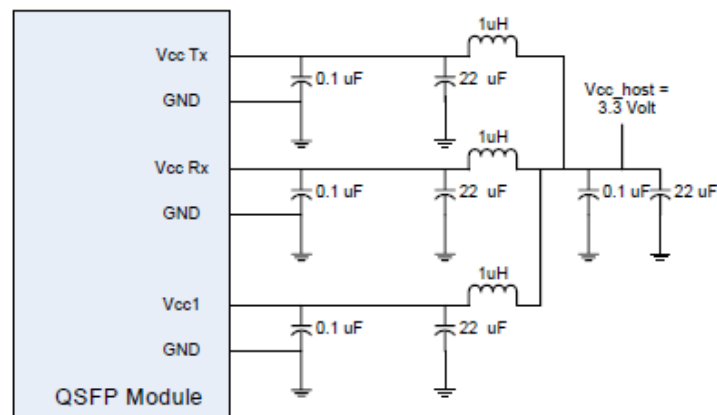 1uH
Vcc Tx
0.1 uF
22 uF
GND
Vcc_host =
3.3 Volt
1uH
Vcc Rx
0.1 uF
22 uF
0.1 uF
22 uF
GND
1uH
Vcc1
0.1 uF
22 uF
GND
QSFP Module